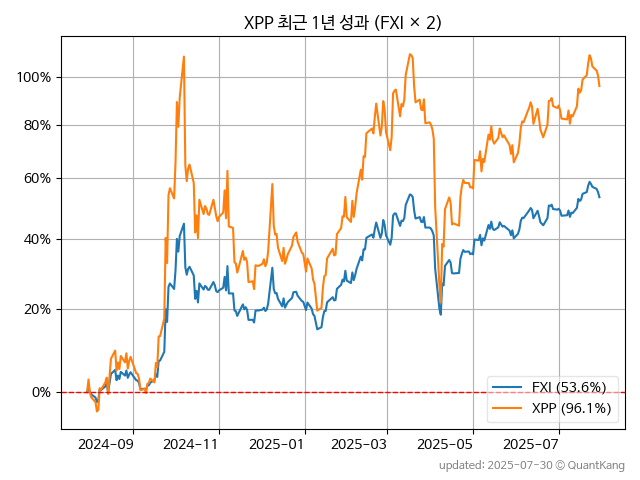 XPP 최근 1년 성과 (FXI × 2)
100%
80%
60%
40%
20%
0%
FXI (53.6%)
XPP (96.1%)
2024-09 2024-11 2025-01 2025-03 2025-05 2025-07
updated: 2025-07-30 © QuantKang